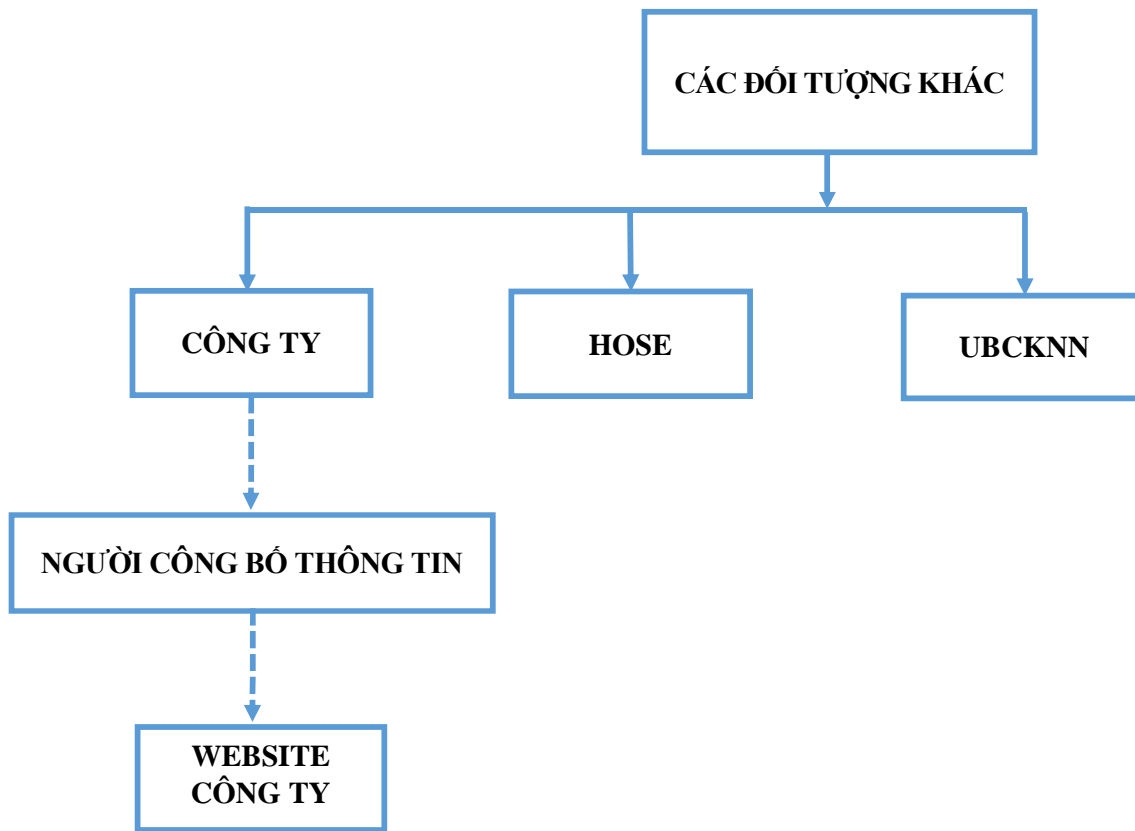 CÁC ĐỐI TƯỢNG KHÁC
CÔNG TY
HOSE
UBCKNN
NGƯỜI CÔNG BỐ THÔNG TIN
WEBSITE
CÔNG TY